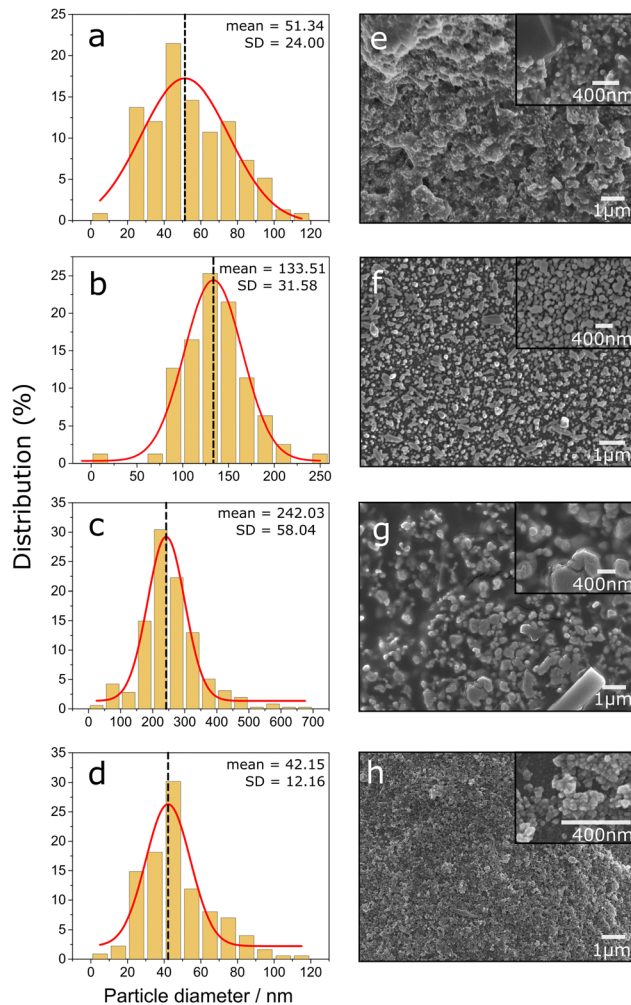 a
mean = 51.34
SD = 24.00
25
20
15
10
5
0
0 20 40 60 80 100 120
e
400nm
1µm
b
mean = 133.51
SD = 31.58
25
20
15
10
5
0
0 50 100 150 200 250
f
400nm
1µm
Distribution (%)
c
mean = 242.03
SD = 58.04
35
30
25
20
15
10
5
0
0 100 200 300 400 500 600 700
g
400nm
1µm
d
mean = 42.15
SD = 12.16
35
30
25
20
15
10
5
0
0 20 40 60 80 100 120
h
400nm
1µm
Particle diameter / nm